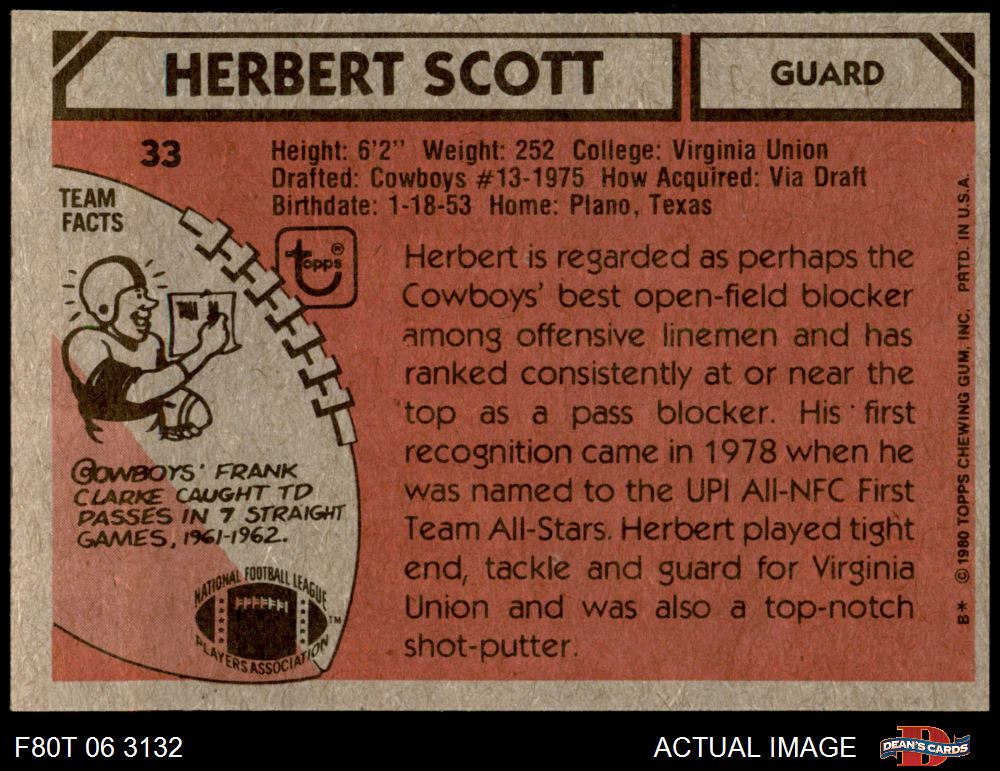 HERBERT SCOTT
GUARD
33
Height: 6'2" Weight: 252 College: Virginia Union
Drafted: Cowboys #13-1975 How Acquired: Via Draft
Birthdate: 1-18-53 Home: Plano, Texas
TEAM
FACTS
topps®
Herbert is regarded as perhaps the
Cowboys' best open-field blocker
among offensive linemen and has
ranked consistently at or near the
top as a pass blocker. His first
recognition came in 1978 when he
was named to the UPI All-NFC First
Team All-Stars. Herbert played tight
end, tackle and guard for Virginia
Union and was also a top-notch
shot-putter.
COWBOYS' FRANK
CLARKE CAUGHT TD
PASSES IN 7 STRAIGHT
GAMES, 1961-1962.
NATIONAL FOOTBALL LEAGUE
PLAYERS ASSOCIATION
TM
B* © 1980 TOPPS CHEWING GUM, INC. PRTD. IN U.S.A.
F80T 06 3132
ACTUAL IMAGE
DEAN'S CARDS